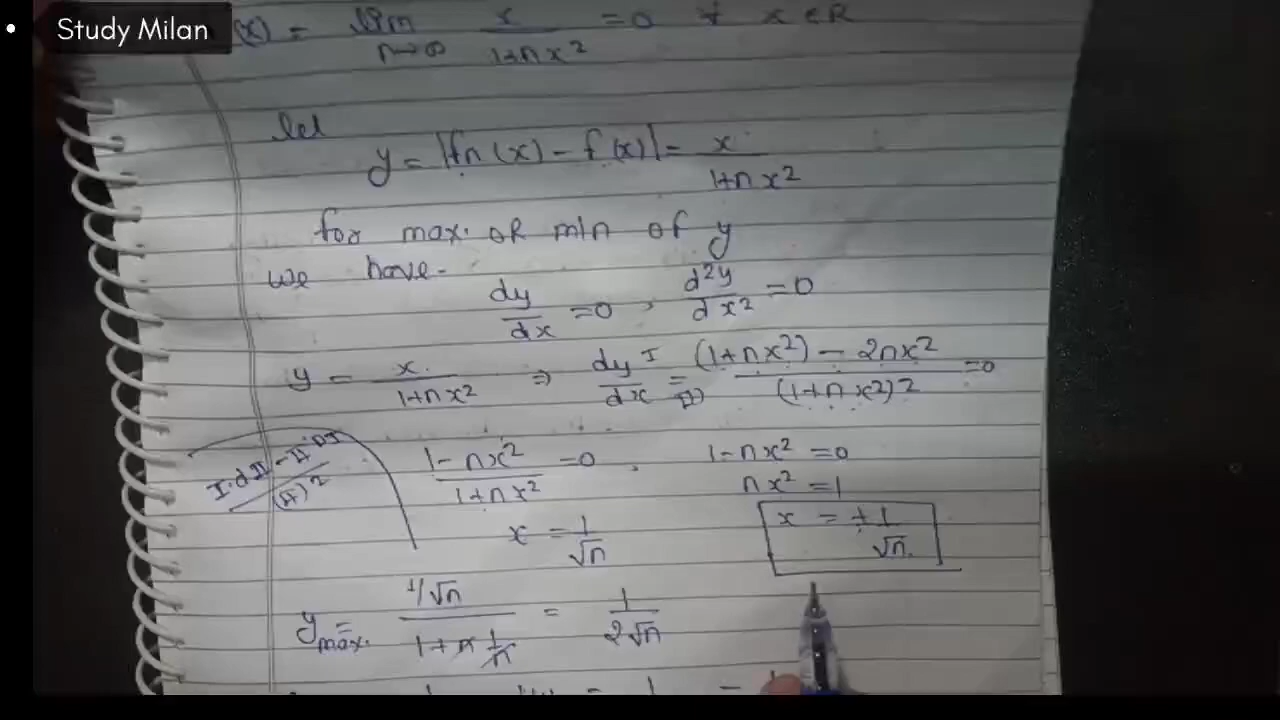 Study Milan
(x) = lim n→∞ x/(1+nx²) = 0 ∀ x ∈ R
let
y = |fn(x) - f(x)| = x/(1+nx²)
for max. OR min of y
we have.
dy/dx = 0, d²y/dx² = 0
y = x/(1+nx²) ⇒ dy/dx = I/II (1+nx²) - 2nx²/(1+nx²)2 = 0
I.dII - II.DI/(II)²
1-nx²/1+nx² = 0, 1-nx² = 0
nx² = 1
x = 1/√n x = ±1/√n.
y max. = 1/√n / 1+n 1/n = 1/2√n